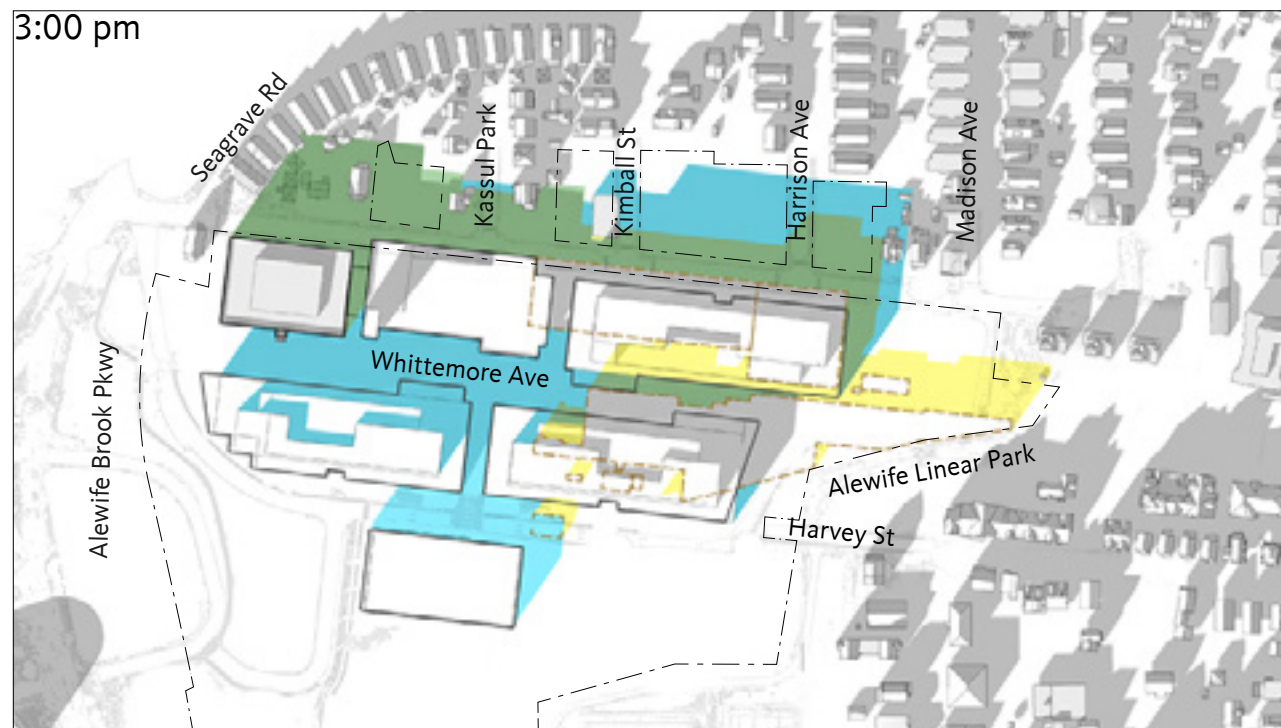 3:00 pm
Seagrave Rd
Kassul Park
Kimball St
Harrison Ave
Madison Ave
Whittemore Ave
Alewife Brook Pkwy
Alewife Linear Park
Harvey St